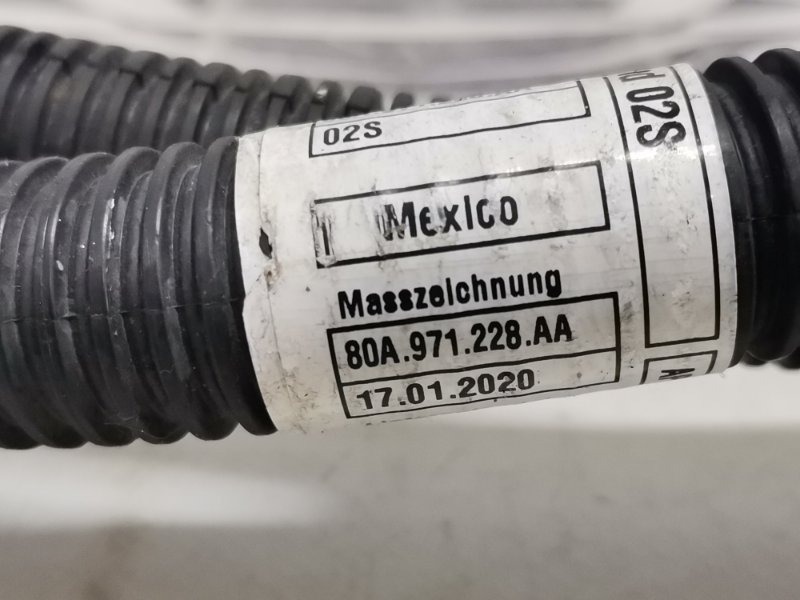 02S
Mexico
Masszeichnung
80A.971.228.AA
17.01.2020
02S